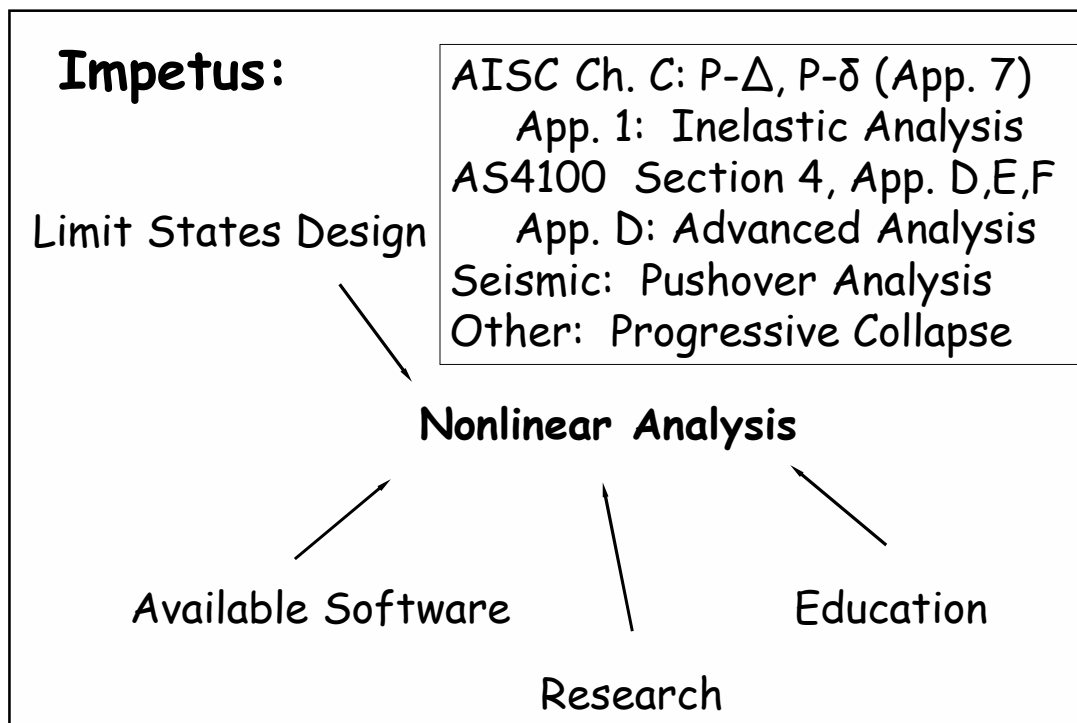 Impetus:
AISC Ch. C: P-Δ, P-δ (App. 7)
App. 1: Inelastic Analysis
AS4100 Section 4, App. D,E,F
App. D: Advanced Analysis
Seismic: Pushover Analysis
Other: Progressive Collapse
Limit States Design
Nonlinear Analysis
Available Software
Education
Research